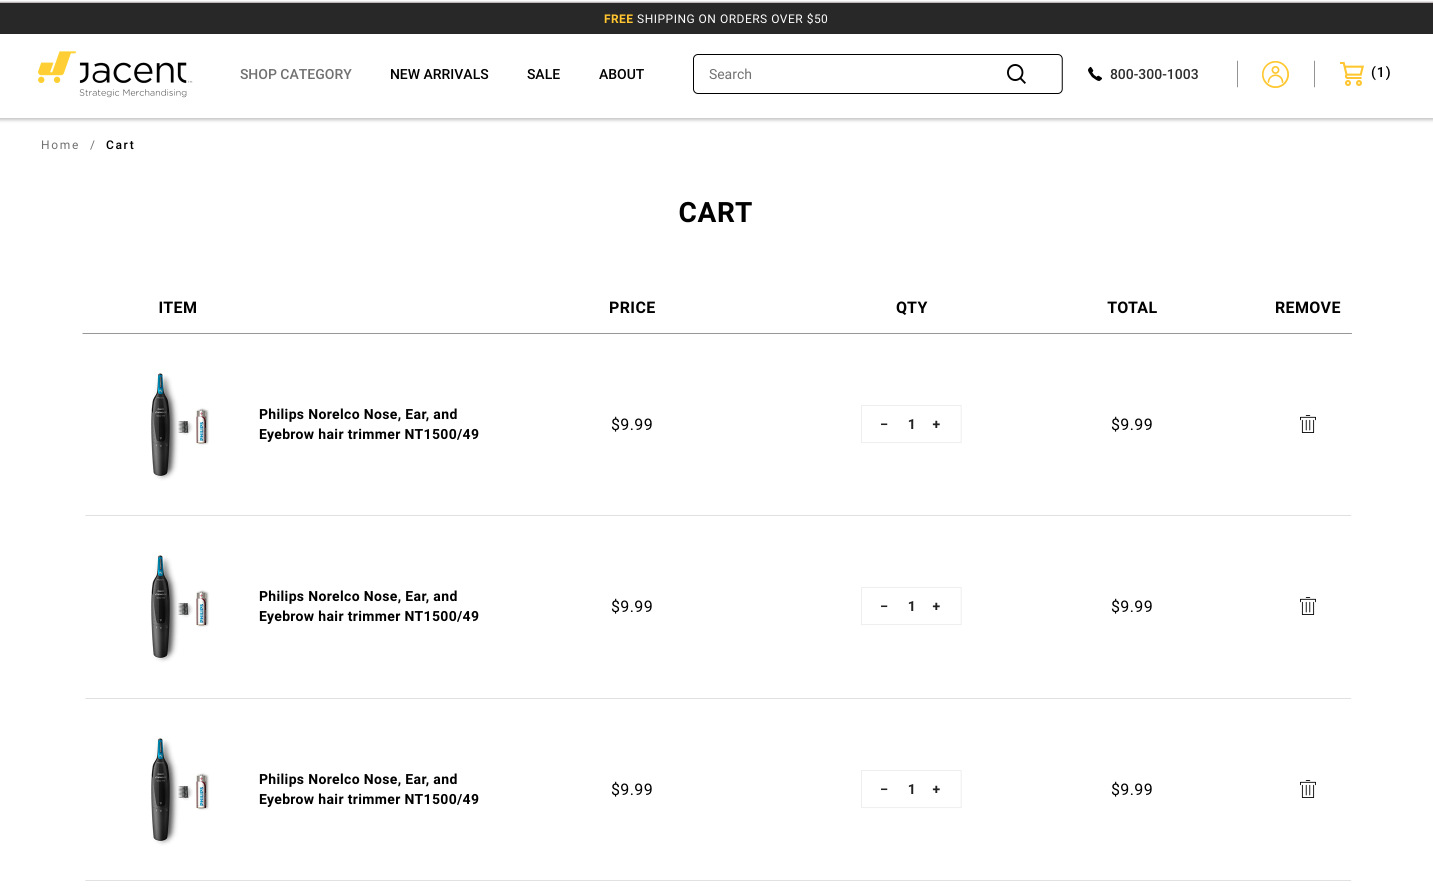 FREE SHIPPING ON ORDERS OVER $50
Jacent
Strategic Merchandising
SHOP CATEGORY
NEW ARRIVALS
SALE
ABOUT
Search
800-300-1003
(1)
Home / Cart
CART
ITEM PRICE QTY TOTAL REMOVE
Philips Norelco Nose, Ear, and
Eyebrow hair trimmer NT1500/49
$9.99 - 1 + $9.99
Philips Norelco Nose, Ear, and
Eyebrow hair trimmer NT1500/49
$9.99 - 1 + $9.99
Philips Norelco Nose, Ear, and
Eyebrow hair trimmer NT1500/49
$9.99 - 1 + $9.99